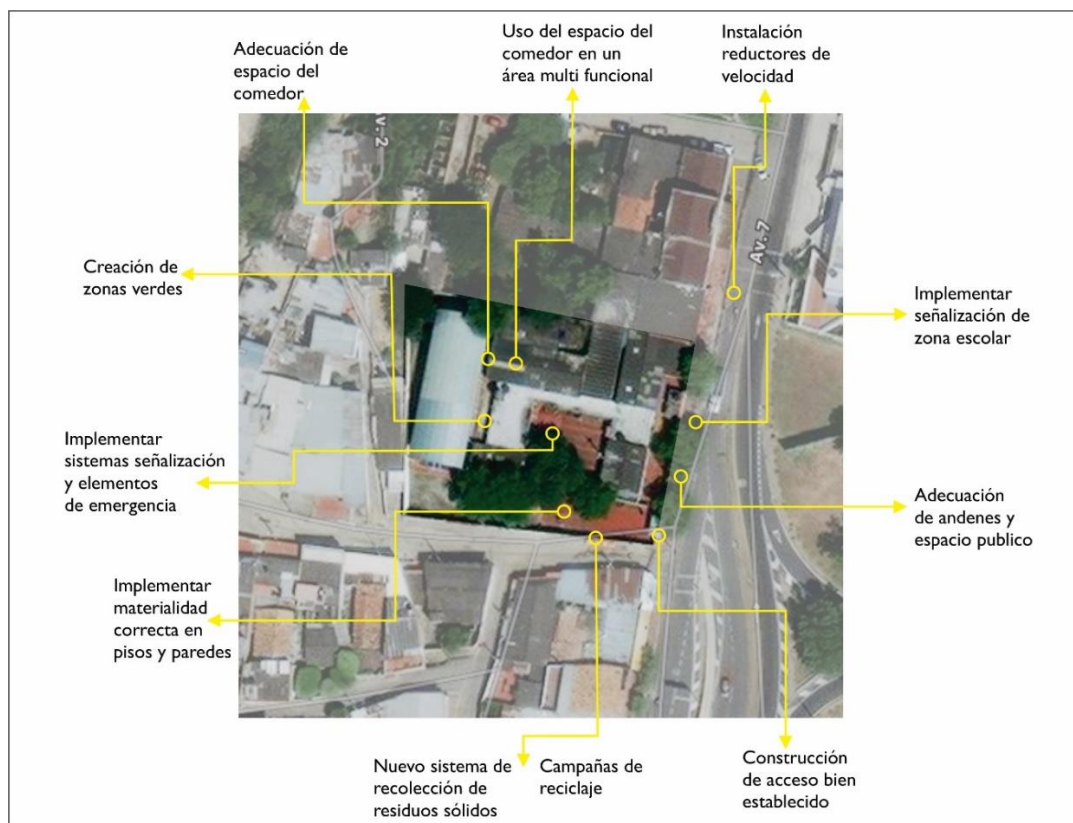 Adecuación de
espacio del
comedor
Uso del espacio del
comedor en un
área multi funcional
Instalación
reductores de
velocidad
Av. 2
Av. 7
Creación de
zonas verdes
Implementar
señalización de
zona escolar
Implementar
sistemas señalización
y elementos
de emergencia
Adecuación
de andenes y
espacio publico
Implementar
materialidad
correcta en
pisos y paredes
Nuevo sistema de
recolección de
residuos sólidos
Campañas de
reciclaje
Construcción
de acceso bien
establecido